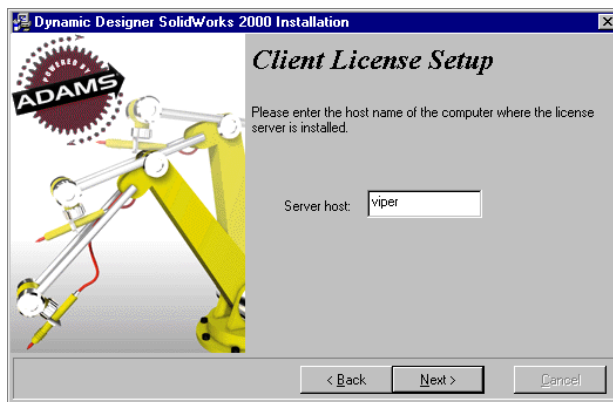 Dynamic Designer SolidWorks 2000 Installation
POWERED BY
ADAMS
Client License Setup
Please enter the host name of the computer where the license
server is installed.
Server host: viper
< Back Next > Cancel